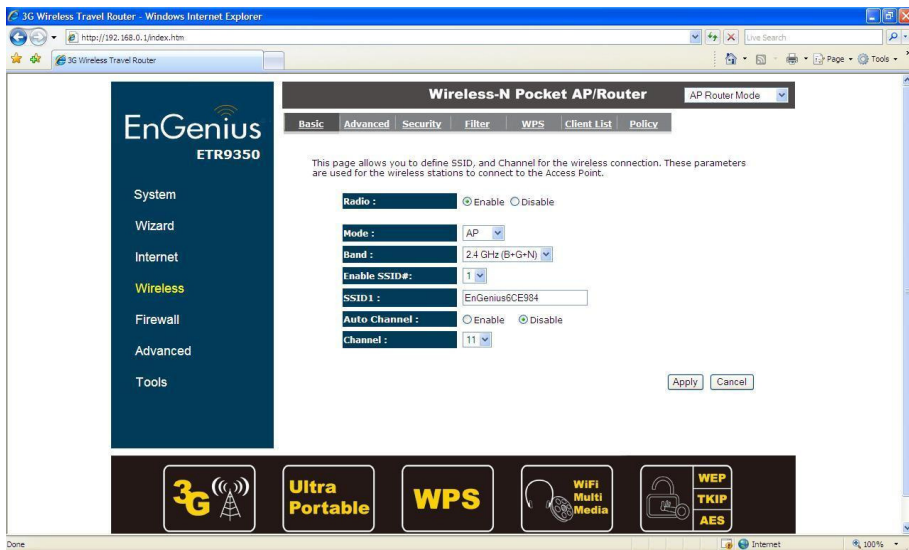 3G Wireless Travel Router - Windows Internet Explorer
http://192.168.0.1/index.htm
Live Search
3G Wireless Travel Router
Page
Tools
Wireless-N Pocket AP/Router
AP Router Mode
EnGenius
ETR9350
Basic Advanced Security Filter WPS Client List Policy
This page allows you to define SSID, and Channel for the wireless connection. These parameters
are used for the wireless stations to connect to the Access Point.
System
Wizard
Internet
Wireless
Firewall
Advanced
Tools
Radio : Enable Disable
Mode : AP
Band : 2.4 GHz (B+G+N)
Enable SSID#: 1
SSID1 : EnGenius6CE984
Auto Channel : Enable Disable
Channel : 11
Apply Cancel
3G
Ultra
Portable
WPS
WiFi
Multi
Media
WEP
TKIP
AES
Done
Internet
100%